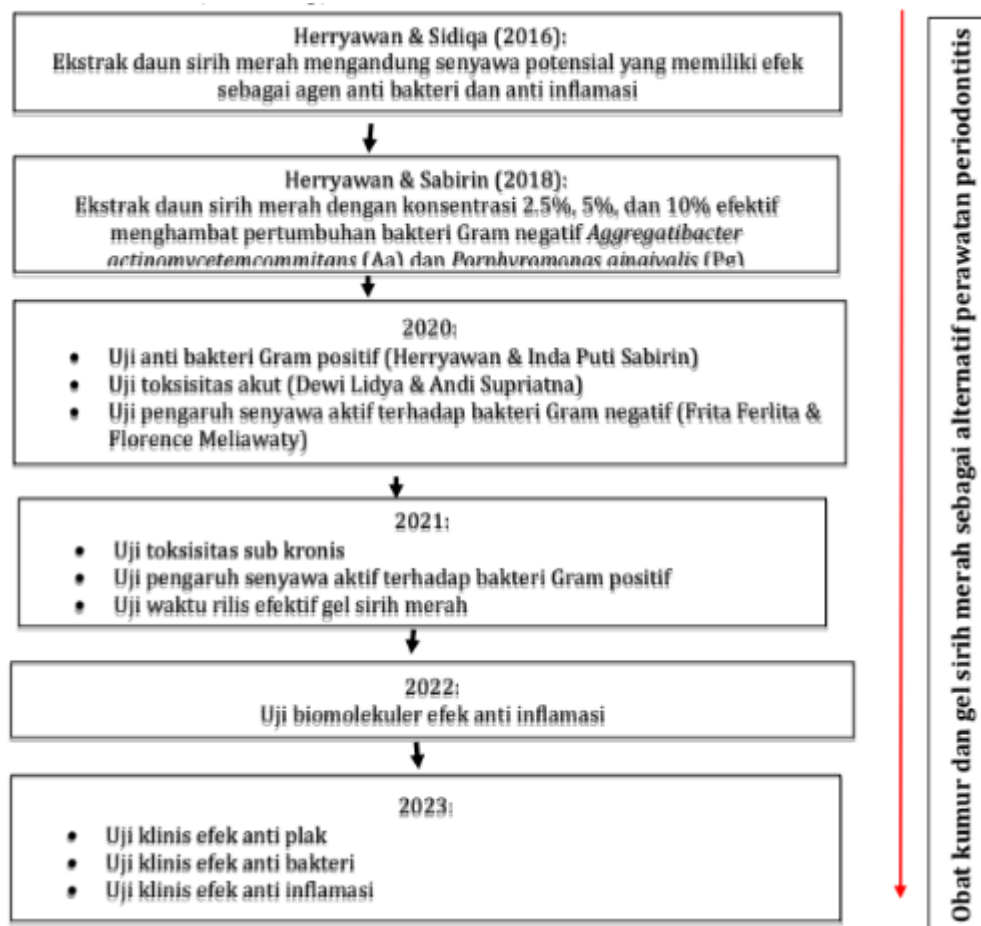 Herryawan & Sidiqa (2016):
Ekstrak daun sirih merah mengandung senyawa potensial yang memiliki efek
sebagai agen anti bakteri dan anti inflamasi
Herryawan & Sabirin (2018):
Ekstrak daun sirih merah dengan konsentrasi 2.5%, 5%, dan 10% efektif
menghambat pertumbuhan bakteri Gram negatif Aggregatibacter
actinomycetemcommitans (Aa) dan Porphyromonas gingivalis (Pg)
2020:
• Uji anti bakteri Gram positif (Herryawan & Inda Puti Sabirin)
• Uji toksisitas akut (Dewi Lidya & Andi Supriatna)
• Uji pengaruh senyawa aktif terhadap bakteri Gram negatif (Frita Ferlita &
Florence Meliawaty)
2021:
• Uji toksisitas sub kronis
• Uji pengaruh senyawa aktif terhadap bakteri Gram positif
• Uji waktu rilis efektif gel sirih merah
2022:
Uji biomolekuler efek anti inflamasi
2023:
• Uji klinis efek anti plak
• Uji klinis efek anti bakteri
• Uji klinis efek anti inflamasi
Obat kumur dan gel sirih merah sebagai alternatif perawatan periodontitis